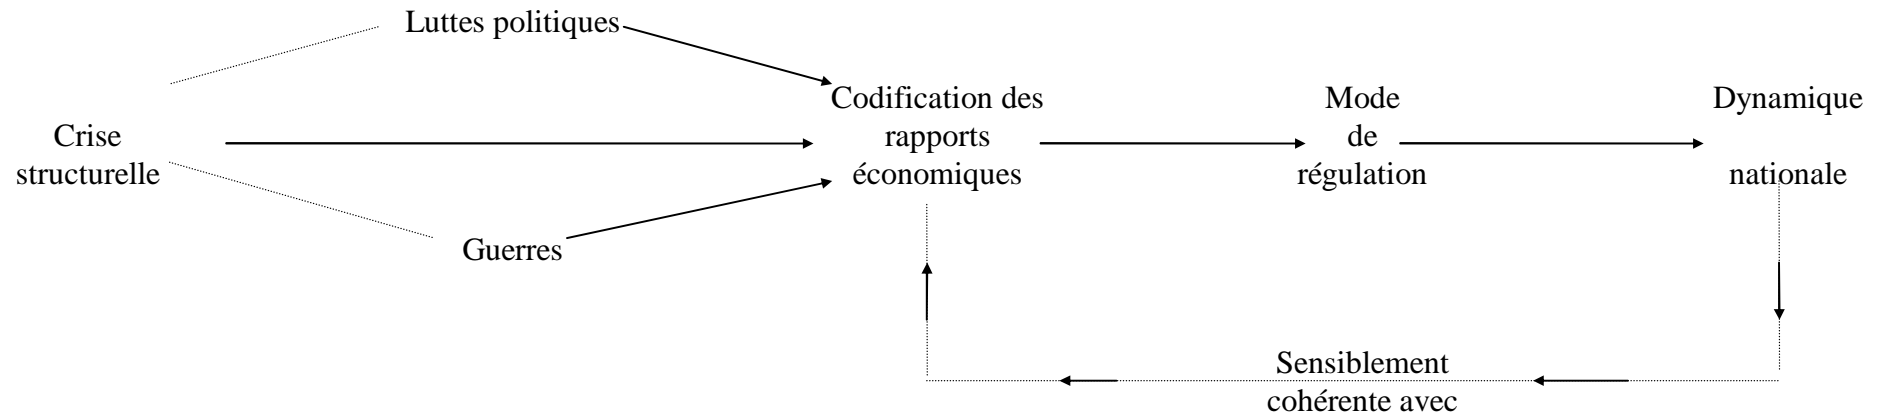 Luttes politiques
Crise
structurelle
Codification des
rapports
économiques
Mode
de
régulation
Dynamique
nationale
Guerres
Sensiblement
cohérente avec